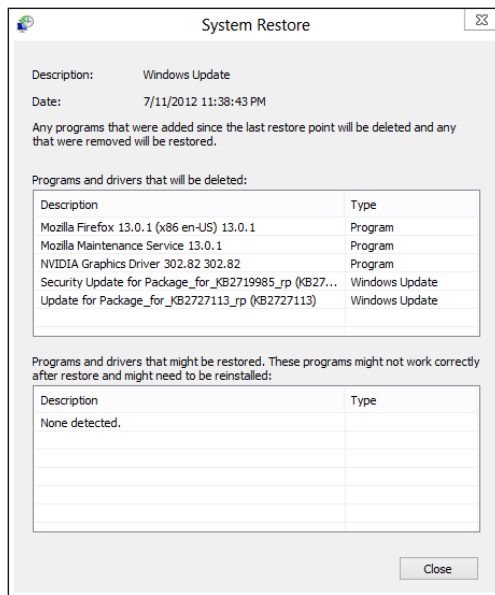 System Restore
Description: Windows Update
Date: 7/11/2012 11:38:43 PM
Any programs that were added since the last restore point will be deleted and any
that were removed will be restored.
Programs and drivers that will be deleted:
Description Type
Mozilla Firefox 13.0.1 (x86 en-US) 13.0.1 Program
Mozilla Maintenance Service 13.0.1 Program
NVIDIA Graphics Driver 302.82 302.82 Program
Security Update for Package_for_KB2719985_rp (KB27... Windows Update
Update for Package_for_KB2727113_rp (KB2727113) Windows Update
Programs and drivers that might be restored. These programs might not work correctly
after restore and might need to be reinstalled:
Description Type
None detected.
Close